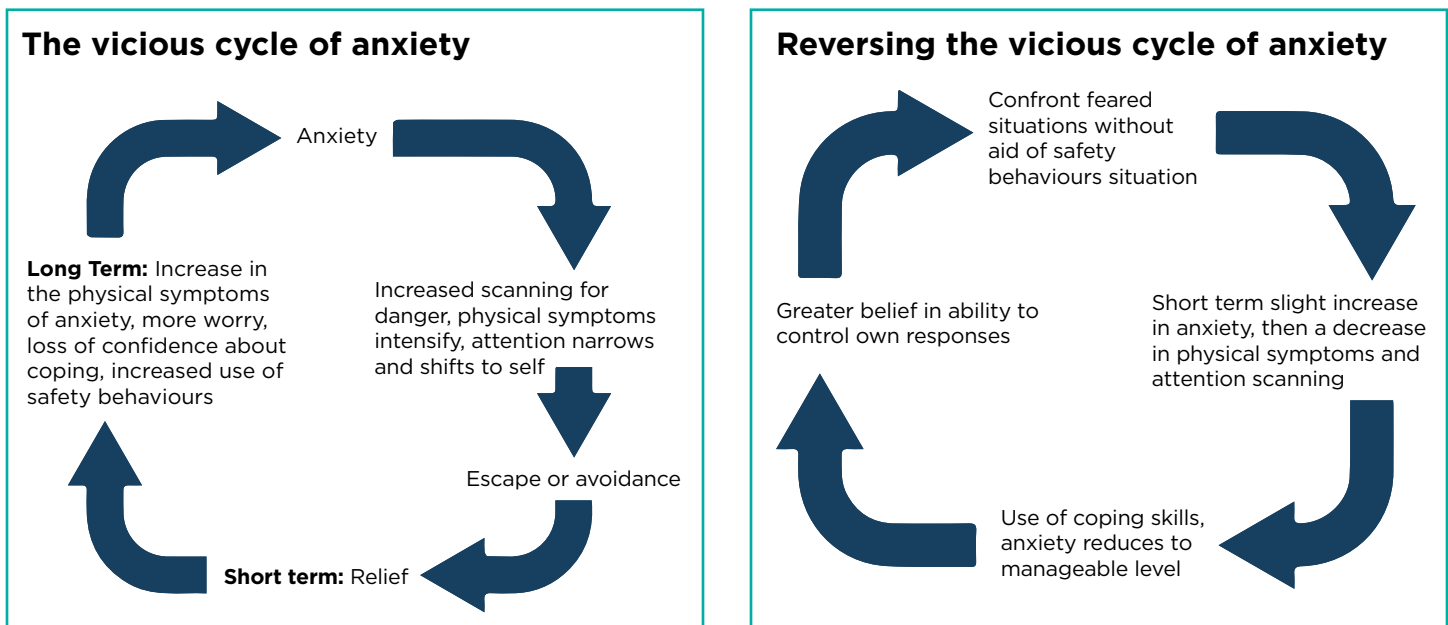 The vicious cycle of anxiety
Anxiety
Increased scanning for
danger, physical symptoms
intensify, attention narrows
and shifts to self
Escape or avoidance
Short term: Relief
Long Term: Increase in
the physical symptoms
of anxiety, more worry,
loss of confidence about
coping, increased use of
safety behaviours
Reversing the vicious cycle of anxiety
Confront feared
situations without
aid of safety
behaviours situation
Short term slight increase
in anxiety, then a decrease
in physical symptoms and
attention scanning
Use of coping skills,
anxiety reduces to
manageable level
Greater belief in ability to
control own responses